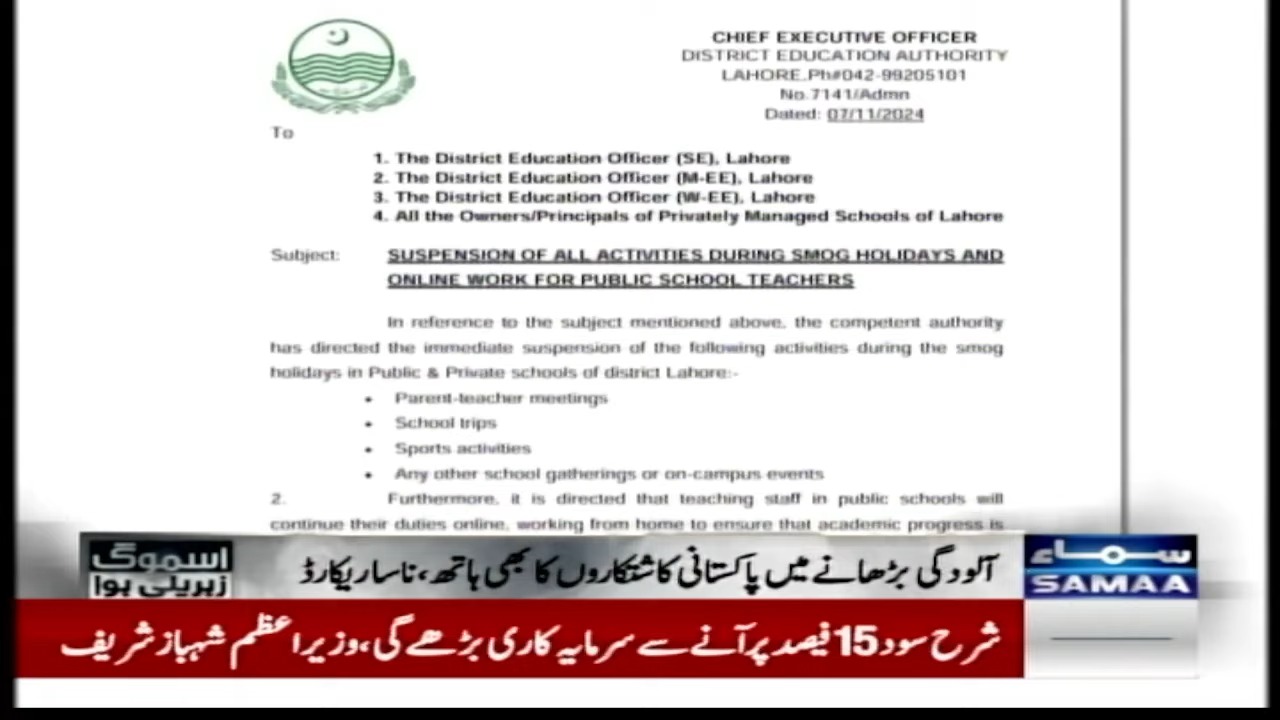 CHIEF EXECUTIVE OFFICER
DISTRICT EDUCATION AUTHORITY
LAHORE.Ph#042-99205101
No.7141/Admn
Dated: 07/11/2024
To
1. The District Education Officer (SE), Lahore
2. The District Education Officer (M-EE), Lahore
3. The District Education Officer (W-EE), Lahore
4. All the Owners/Principals of Privately Managed Schools of Lahore
Subject: SUSPENSION OF ALL ACTIVITIES DURING SMOG HOLIDAYS AND
ONLINE WORK FOR PUBLIC SCHOOL TEACHERS
In reference to the subject mentioned above, the competent authority
has directed the immediate suspension of the following activities during the smog
holidays in Public & Private schools of district Lahore:-
• Parent-teacher meetings
• School trips
• Sports activities
• Any other school gatherings or on-campus events
2. Furthermore, it is directed that teaching staff in public schools will
continue their duties online, working from home to ensure that academic progress is
اسموگ
زہریلی ہوا
آلودگی بڑھانے میں پاکستانی کاشتکاروں کا بھی ہاتھ، ناسا ریکارڈ
سماء
SAMAA
شرح سود 15 فیصد پر آنے سے سرمایہ کاری بڑھے گی، وزیراعظم شہباز شریف